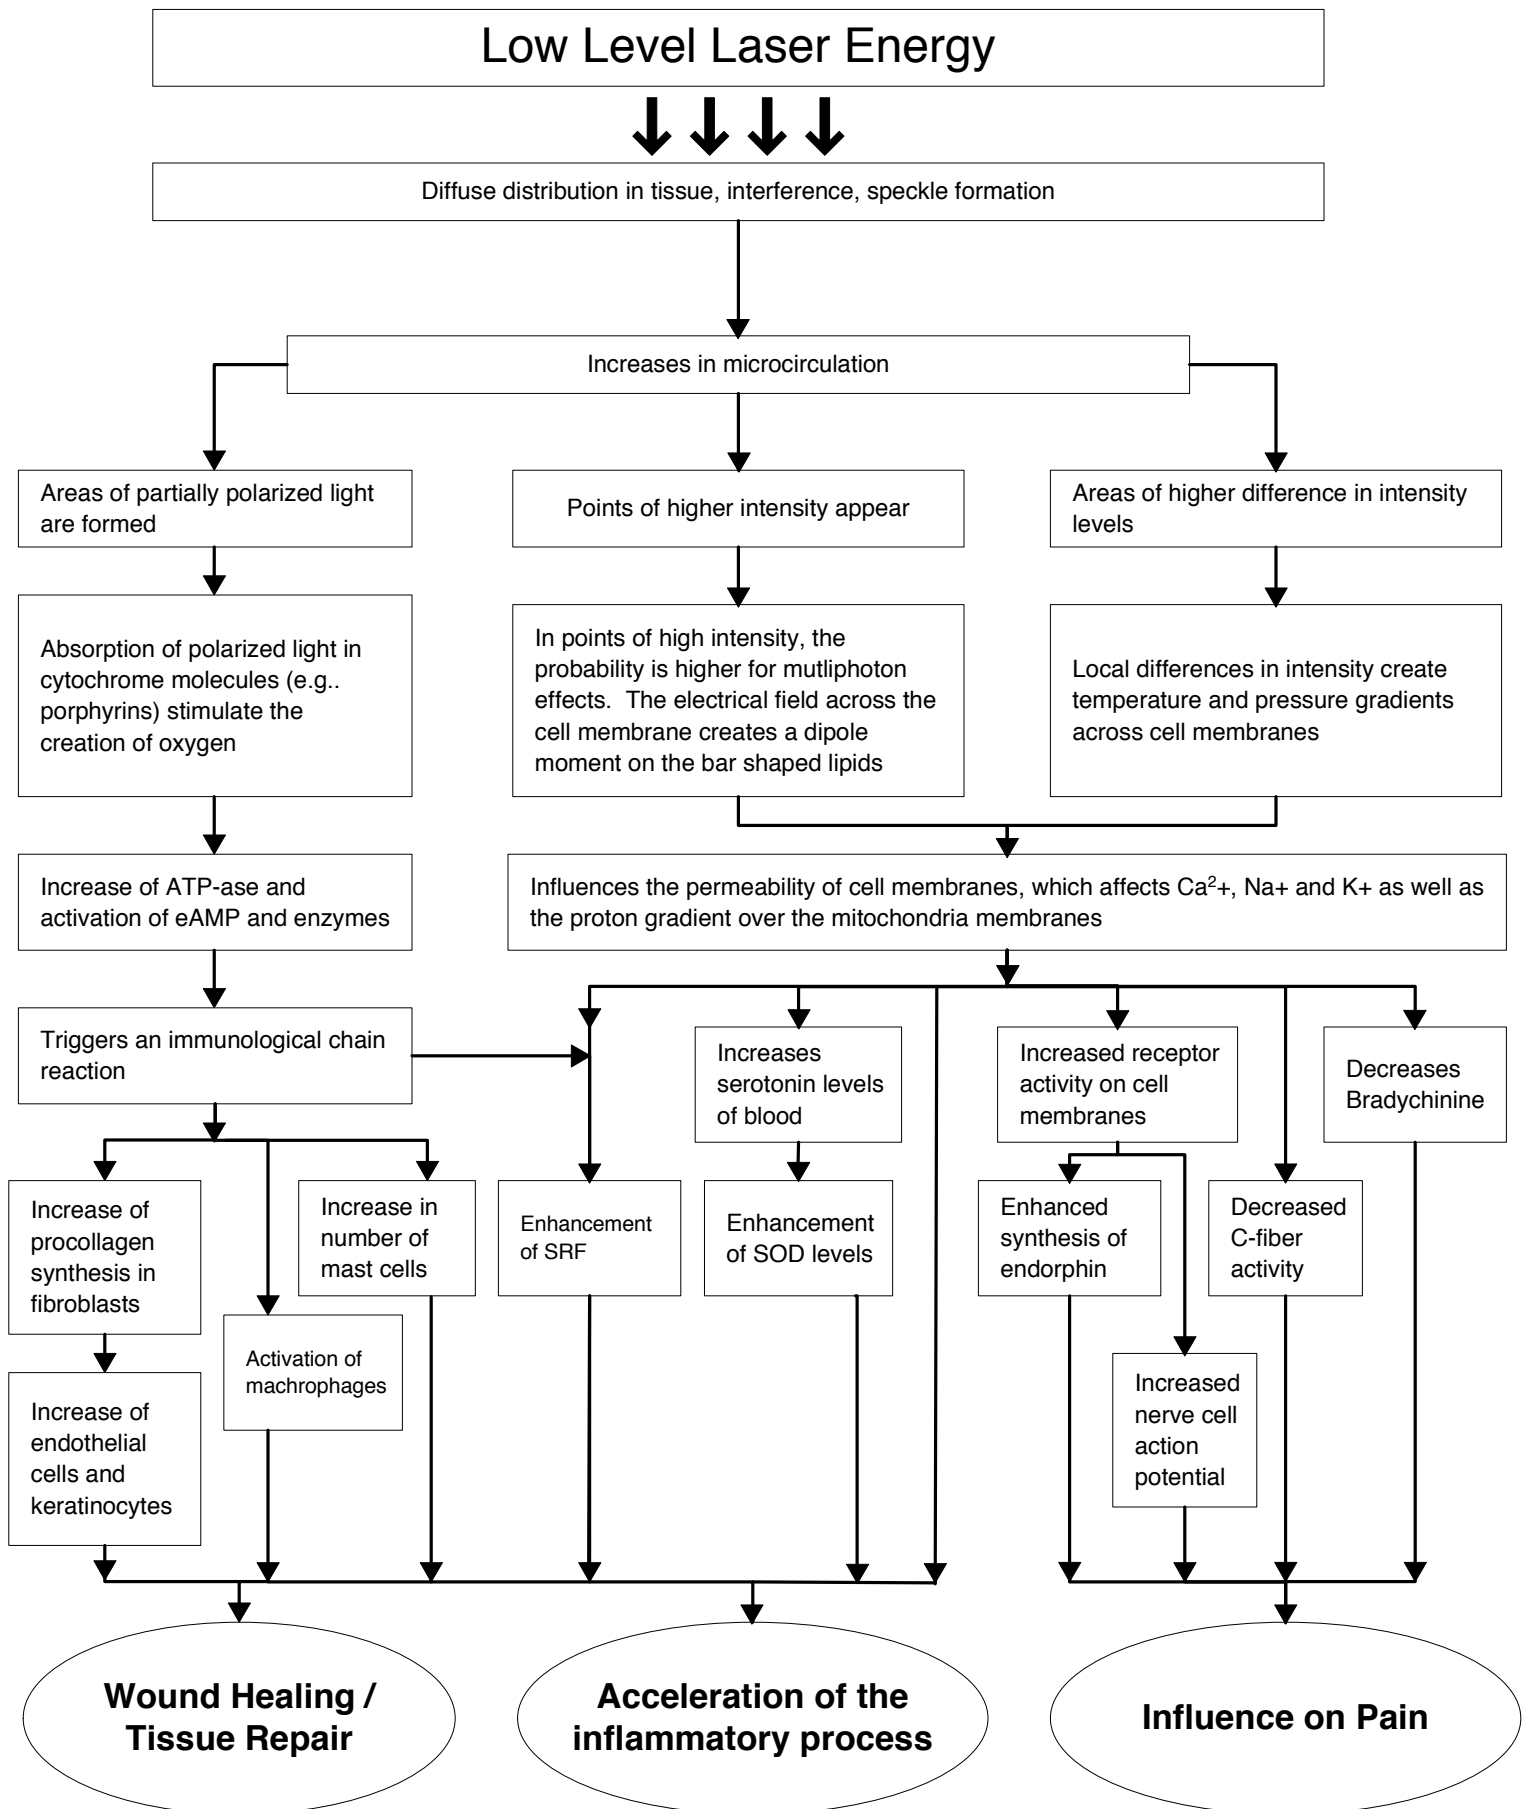 Low Level Laser Energy
Diffuse distribution in tissue, interference, speckle formation
Increases in microcirculation
Areas of partially polarized light
are formed
Points of higher intensity appear
Areas of higher difference in intensity
levels
Absorption of polarized light in
cytochrome molecules (e.g..
porphyrins) stimulate the
creation of oxygen
In points of high intensity, the
probability is higher for mutliphoton
effects.  The electrical field across the
cell membrane creates a dipole
moment on the bar shaped lipids
Local differences in intensity create
temperature and pressure gradients
across cell membranes
Increase of ATP-ase and
activation of eAMP and enzymes
Influences the permeability of cell membranes, which affects Ca²+, Na+ and K+ as well as
the proton gradient over the mitochondria membranes
Triggers an immunological chain
reaction
Increases
serotonin levels
of blood
Increased receptor
activity on cell
membranes
Decreases
Bradychinine
Increase of
procollagen
synthesis in
fibroblasts
Increase in
number of
mast cells
Enhancement
of SRF
Enhancement
of SOD levels
Enhanced
synthesis of
endorphin
Decreased
C-fiber
activity
Activation of
machrophages
Increased
nerve cell
action
potential
Increase of
endothelial
cells and
keratinocytes
Wound Healing /
Tissue Repair
Acceleration of the
inflammatory process
Influence on Pain